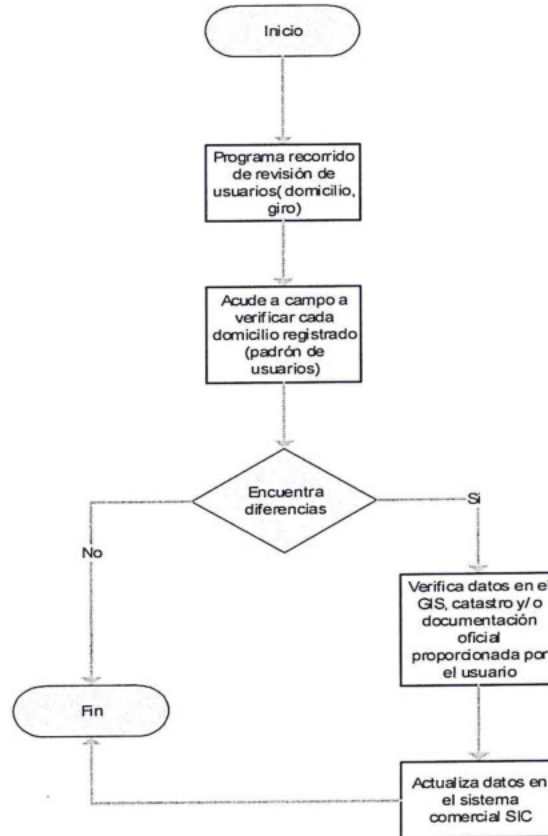 Inicio
Programa recorrido
de revisión de
usuarios( domicilio,
giro)
Acude a campo a
verificar cada
domicilio registrado
(padrón de
usuarios)
Encuentra
diferencias
No
Si
Verifica datos en el
GIS, catastro y/ o
documentación
oficial
proporcionada por
el usuario
Fin
Actualiza datos en
el sistema
comercial SIC